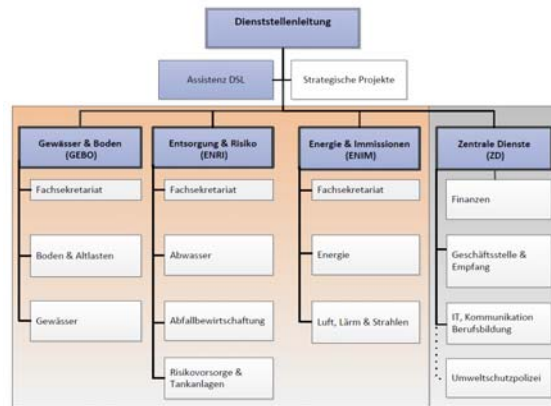 Dienststellenleitung
Assistenz DSL
Strategische Projekte
Gewässer & Boden
(GEBO)
Fachsekretariat
Boden & Altlasten
Gewässer
Entsorgung & Risiko
(ENRI)
Fachsekretariat
Abwasser
Abfallbewirtschaftung
Risikovorsorge &
Tankanlagen
Energie & Immissionen
(ENIM)
Fachsekretariat
Energie
Luft, Lärm & Strahlen
Zentrale Dienste
(ZD)
Finanzen
Geschäftsstelle &
Empfang
IT, Kommunikation
Berufsbildung
Umweltschutzpolizei